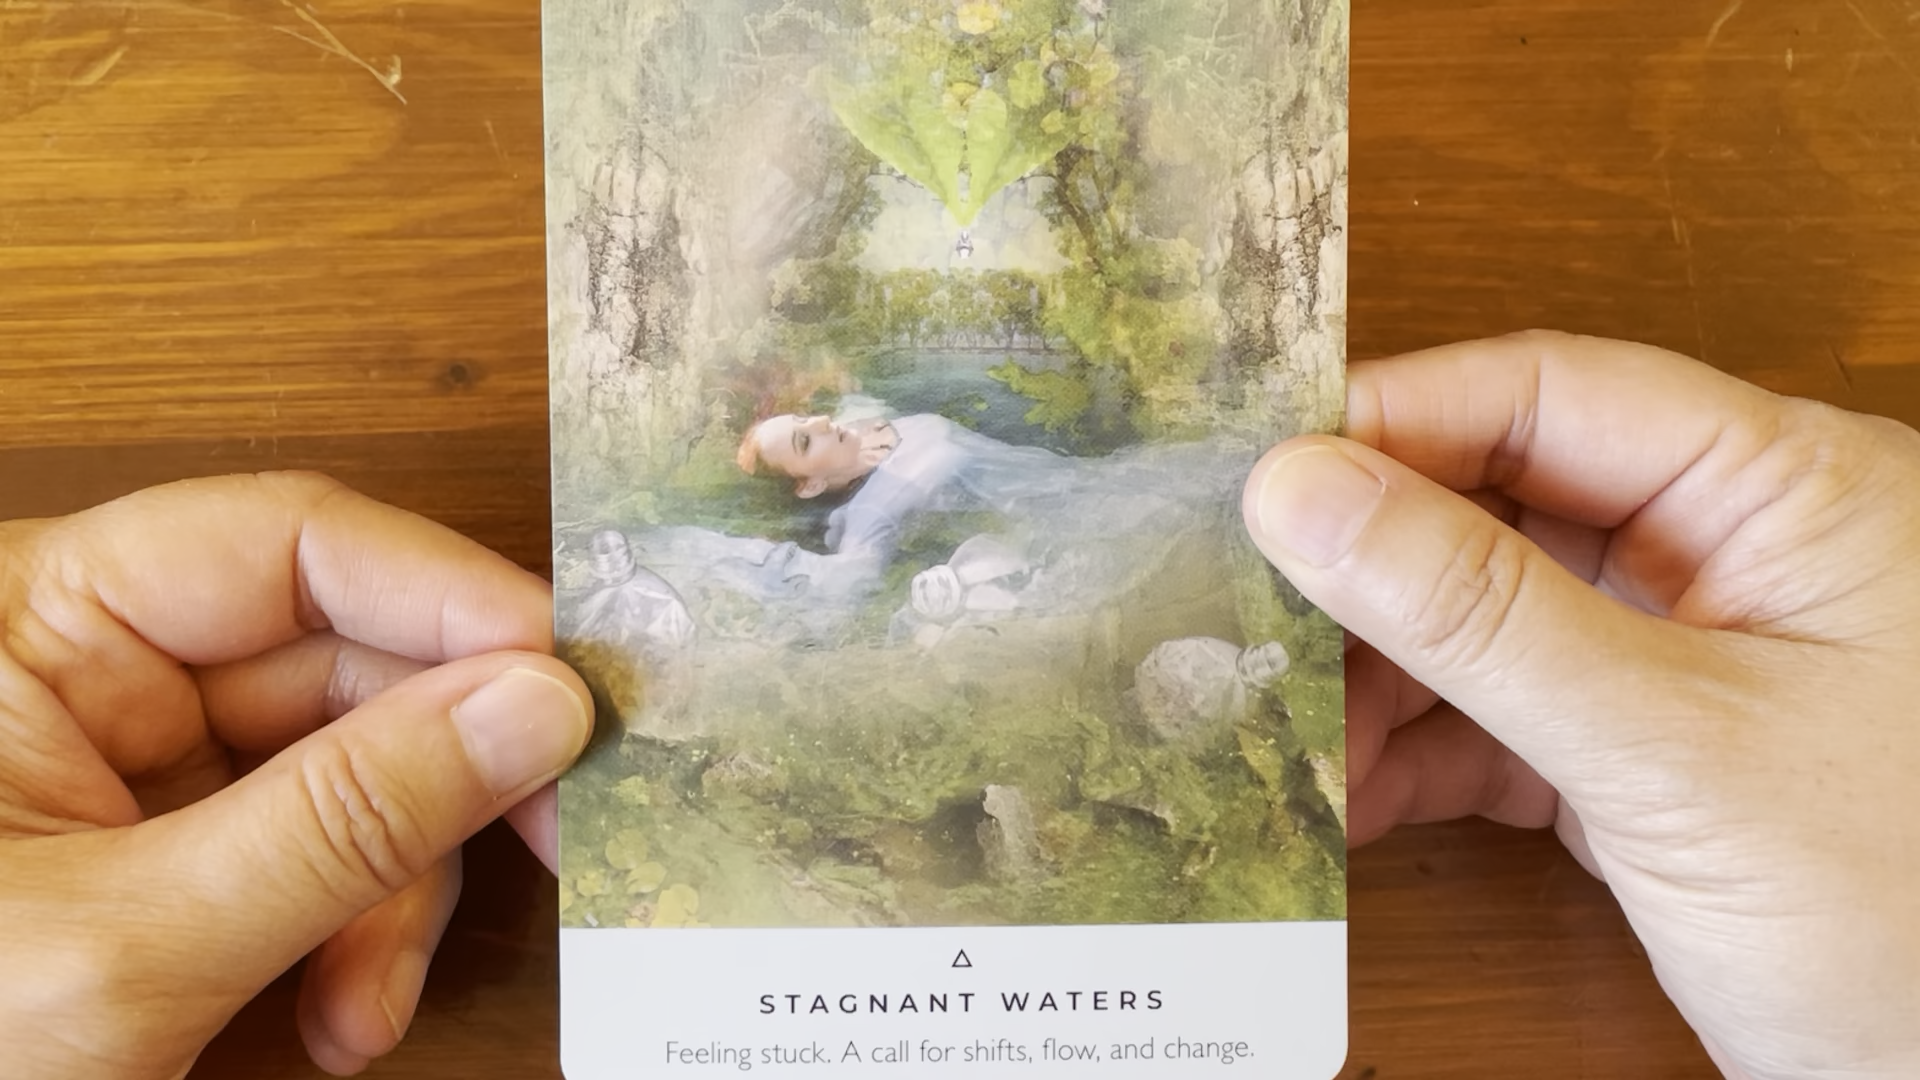 STAGNANT WATERS
Feeling stuck. A call for shifts, flow, and change.